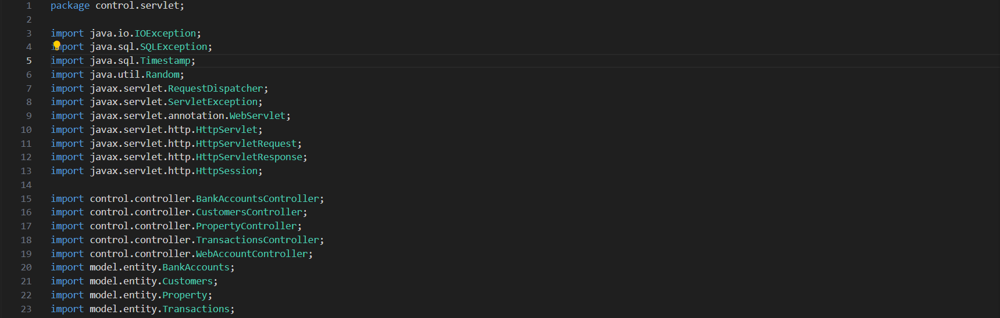 1 package control.servlet;
2
3 import java.io.IOException;
4 import java.sql.SQLException;
5 import java.sql.Timestamp;
6 import java.util.Random;
7 import javax.servlet.RequestDispatcher;
8 import javax.servlet.ServletException;
9 import javax.servlet.annotation.WebServlet;
10 import javax.servlet.http.HttpServlet;
11 import javax.servlet.http.HttpServletRequest;
12 import javax.servlet.http.HttpServletResponse;
13 import javax.servlet.http.HttpSession;
14
15 import control.controller.BankAccountsController;
16 import control.controller.CustomersController;
17 import control.controller.PropertyController;
18 import control.controller.TransactionsController;
19 import control.controller.WebAccountController;
20 import model.entity.BankAccounts;
21 import model.entity.Customers;
22 import model.entity.Property;
23 import model.entity.Transactions;